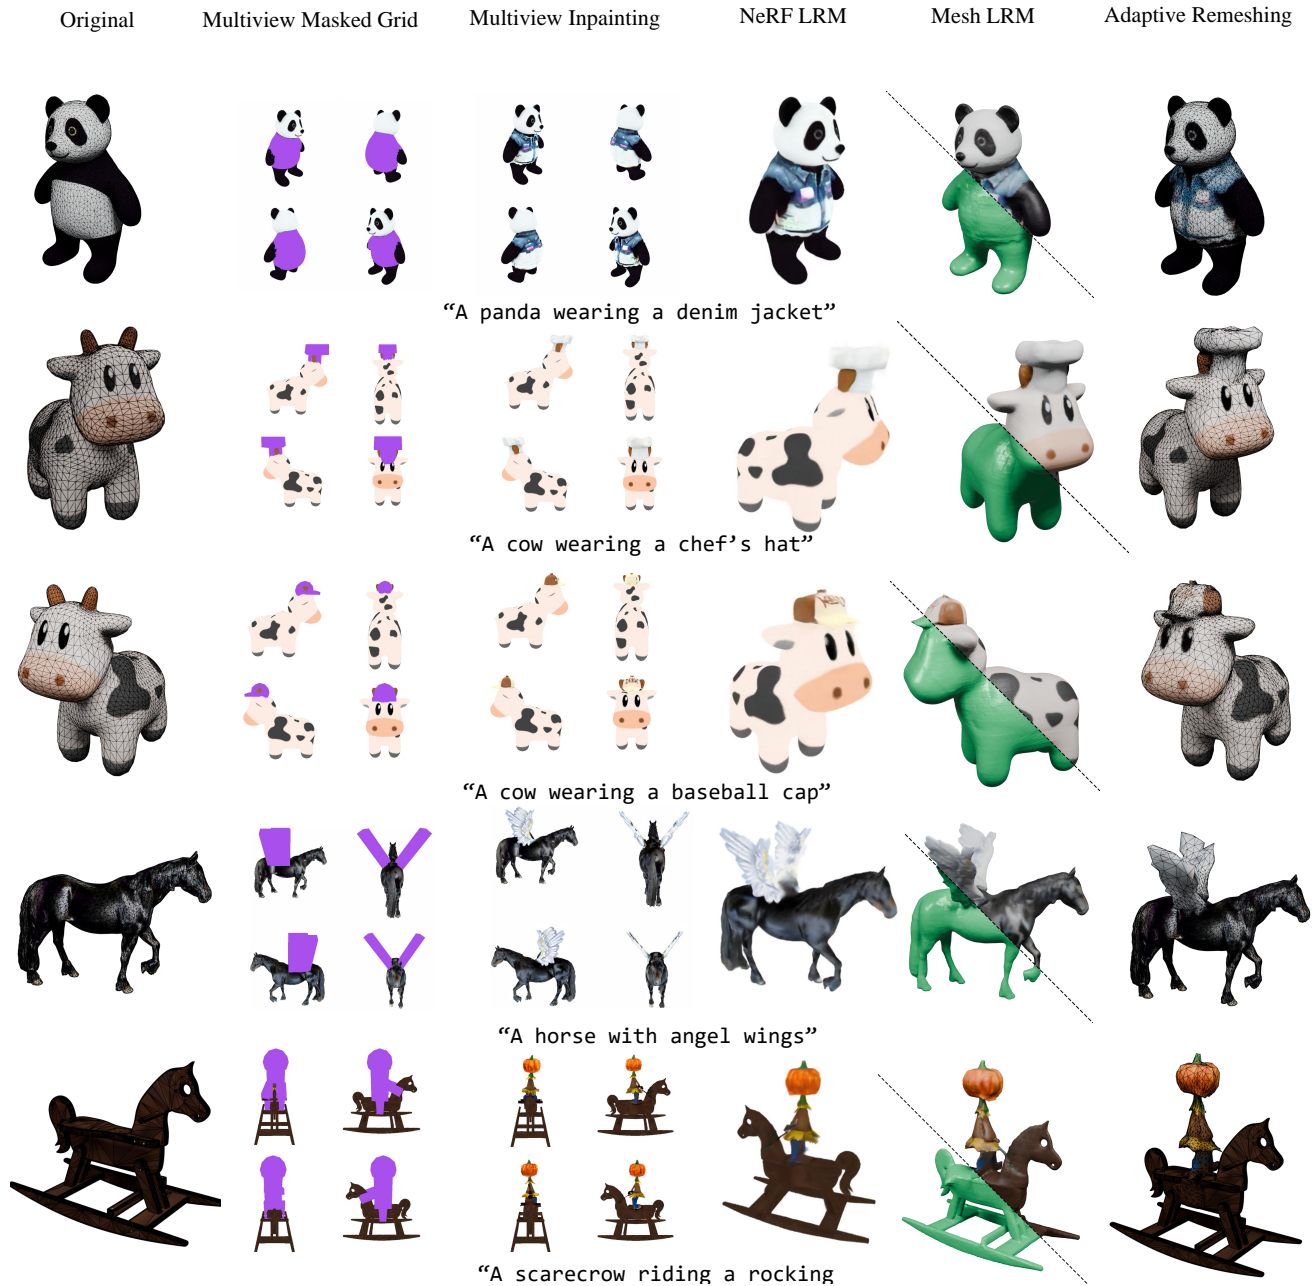 Original Multiview Masked Grid Multiview Inpainting NeRF LRM Mesh LRM Adaptive Remeshing
“A panda wearing a denim jacket”
“A cow wearing a chef’s hat”
“A cow wearing a baseball cap”
“A horse with angel wings”
“A scarecrow riding a rocking